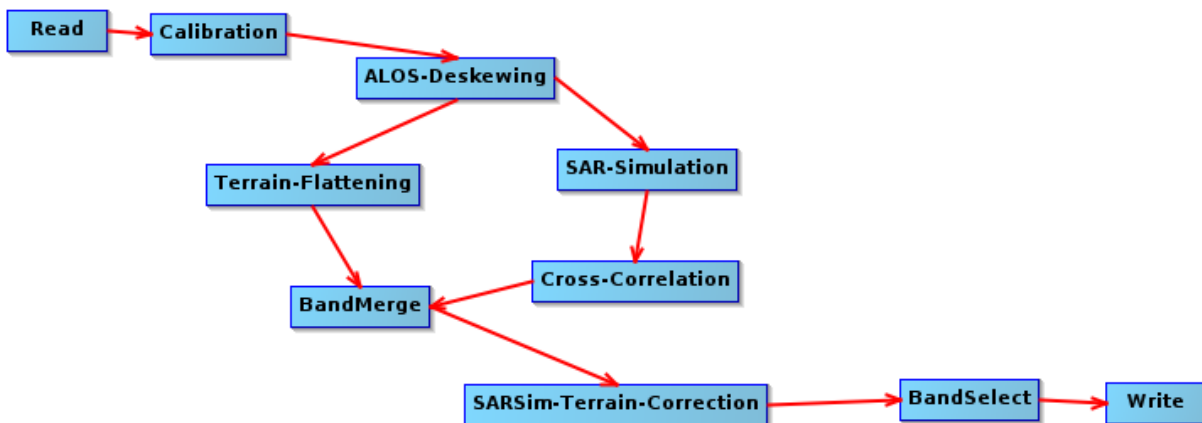 Read
Calibration
ALOS-Deskewing
Terrain-Flattening
SAR-Simulation
Cross-Correlation
BandMerge
SARSim-Terrain-Correction
BandSelect
Write